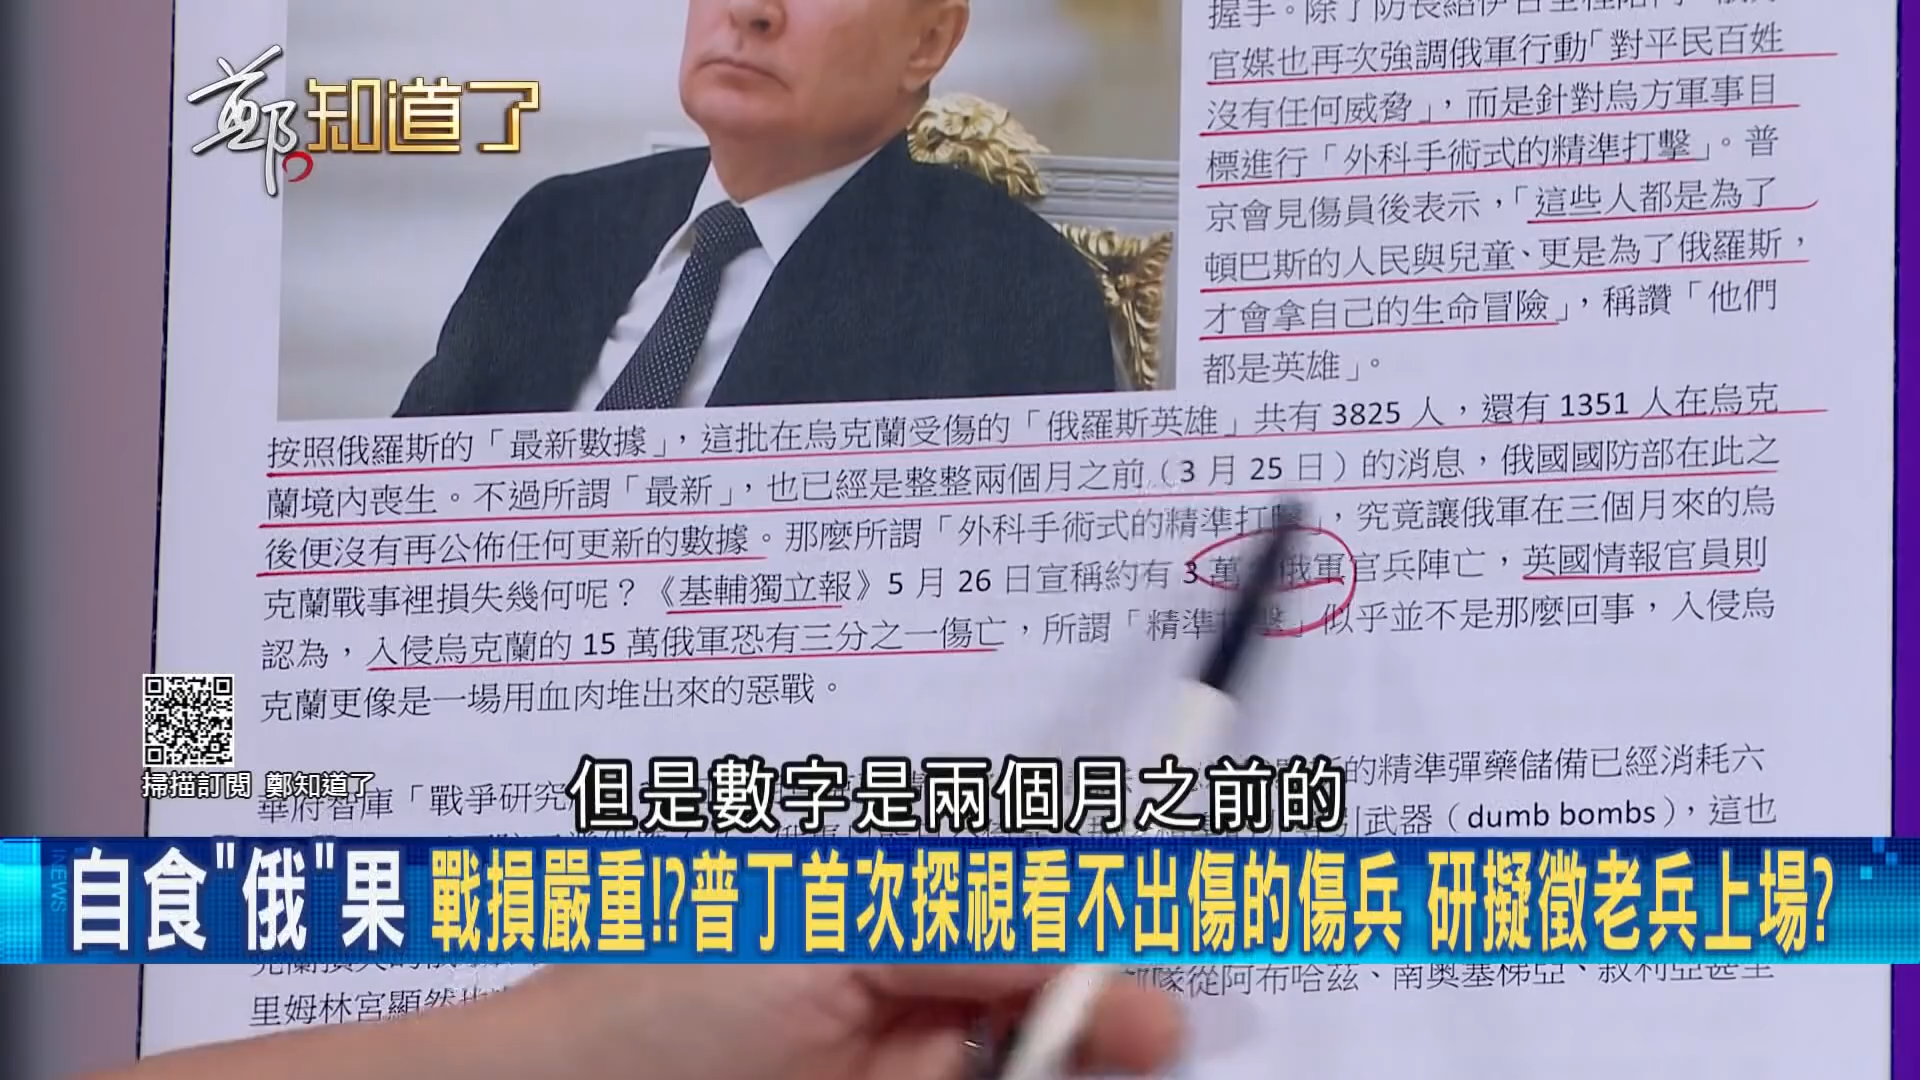 鄭知道了
握手。除了防長紹伊古全程陪同，俄
官媒也再次強調俄軍行動「對平民百姓
沒有任何威脅」，而是針對烏方軍事目
標進行「外科手術式的精準打擊」。普
京會見傷員後表示，「這些人都是為了
頓巴斯的人民與兒童、更是為了俄羅斯，
才會拿自己的生命冒險」，稱讚「他們
都是英雄」。
按照俄羅斯的「最新數據」，這批在烏克蘭受傷的「俄羅斯英雄」共有 3825 人，還有 1351 人在烏克
蘭境內喪生。不過所謂「最新」，也已經是整整兩個月之前（3 月 25 日）的消息，俄國國防部在此之
後便沒有再公佈任何更新的數據。那麼所謂「外科手術式的精準打擊」，究竟讓俄軍在三個月來的烏
克蘭戰事裡損失幾何呢？《基輔獨立報》5 月 26 日宣稱約有 3 萬 俄軍官兵陣亡，英國情報官員則
認為，入侵烏克蘭的 15 萬俄軍恐有三分之一傷亡，所謂「精準打擊」似乎並不是那麼回事，入侵烏
克蘭更像是一場用血肉堆出來的惡戰。
掃描訂閱 鄭知道了
華府智庫「戰爭研究 的精準彈藥儲備已經消耗六
但是數字是兩個月之前的
引武器（dumb bombs），這也
iNEWS
自食"俄"果 戰損嚴重!?普丁首次探視看不出傷的傷兵 研擬徵老兵上場?
部隊從阿布哈茲、南奧塞梯亞、敘利亞甚至
里姆林宮顯然